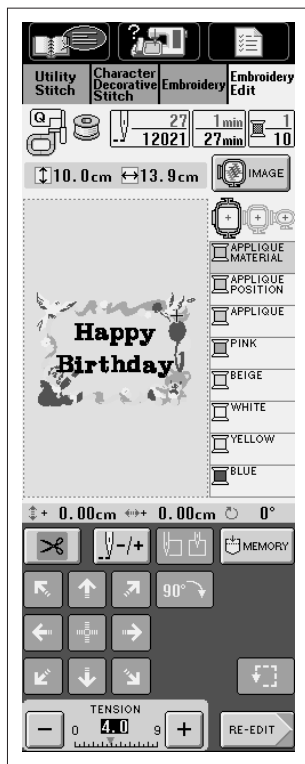 Utility Stitch
Character Decorative Stitch
Embroidery
Embroidery Edit
Q
27
12021
1 min
27 min
1
10
10.0cm 13.9cm
IMAGE
APPLIQUE MATERIAL
APPLIQUE POSITION
APPLIQUE
PINK
BEIGE
WHITE
YELLOW
BLUE
Happy
Birthday
+ 0.00cm + 0.00cm 0°
-/+
MEMORY
90°
TENSION
- 0 4.0 9 +
RE-EDIT